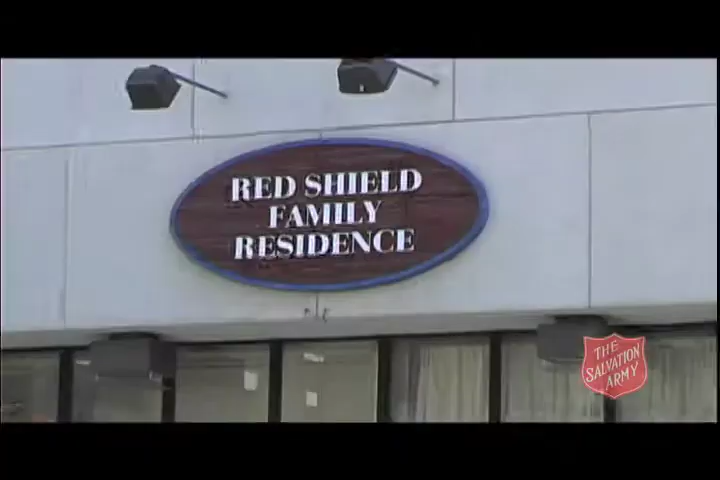 RED SHIELD
FAMILY
RESIDENCE
THE
SALVATION
ARMY